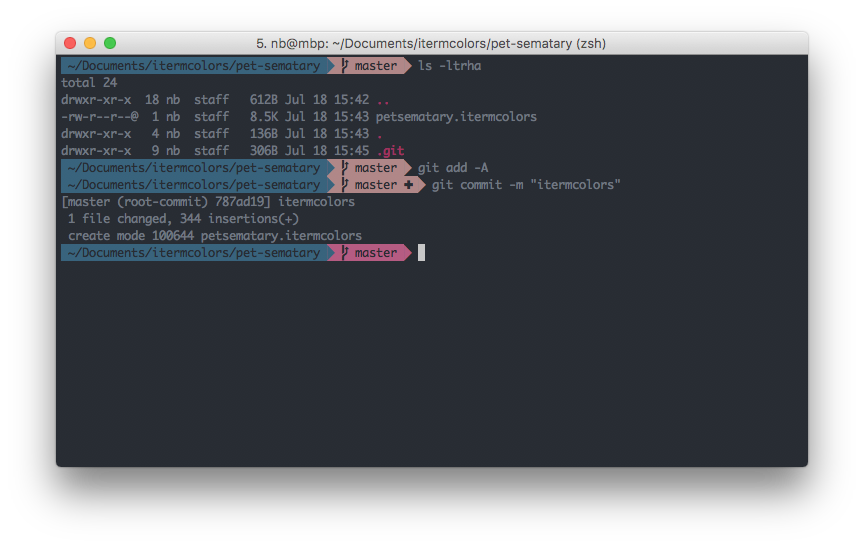 5. nb@mbp: ~/Documents/itermcolors/pet-sematary (zsh)
~/Documents/itermcolors/pet-sematary master ls -ltrha
total 24
drwxr-xr-x 18 nb staff 612B Jul 18 15:42 ..
-rw-r--r--@ 1 nb staff 8.5K Jul 18 15:43 petsematary.itermcolors
drwxr-xr-x 4 nb staff 136B Jul 18 15:43 .
drwxr-xr-x 9 nb staff 306B Jul 18 15:45 .git
~/Documents/itermcolors/pet-sematary master git add -A
~/Documents/itermcolors/pet-sematary master ✚ git commit -m "itermcolors"
[master (root-commit) 787ad19] itermcolors
1 file changed, 344 insertions(+)
create mode 100644 petsematary.itermcolors
~/Documents/itermcolors/pet-sematary master